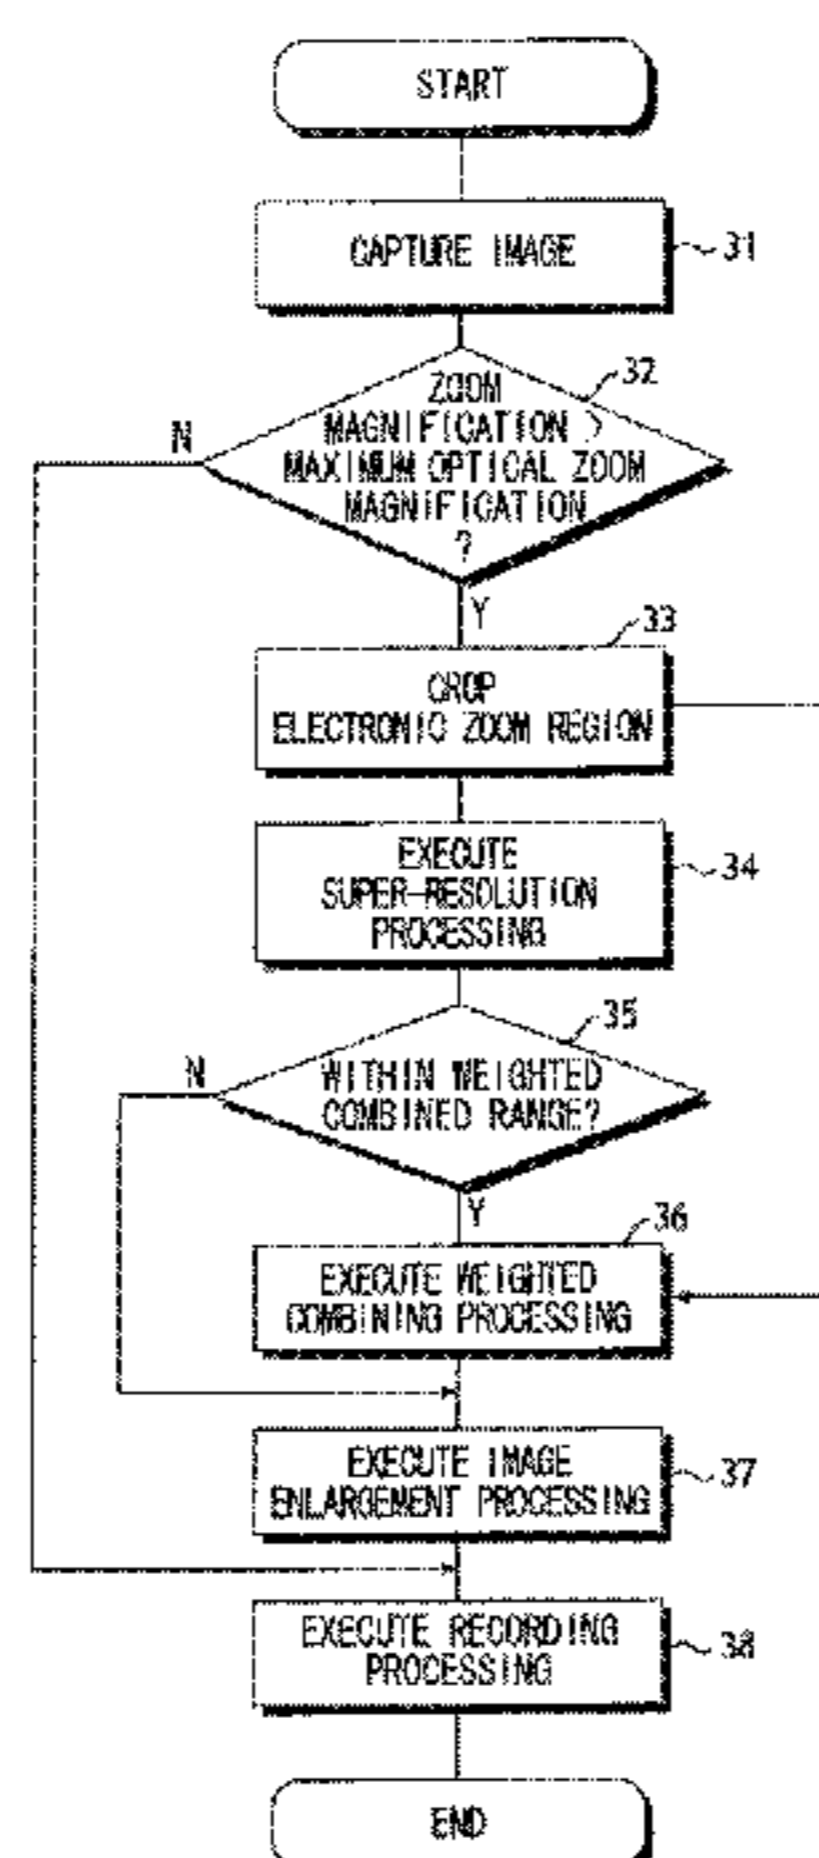 START
CAPTURE IMAGE
31
32
ZOOM
MAGNIFICATION >
MAXIMUM OPTICAL ZOOM
MAGNIFICATION
?
N
Y
33
CROP
ELECTRONIC ZOOM REGION
EXECUTE
SUPER-RESOLUTION
PROCESSING
34
35
WITHIN WEIGHTED
COMBINED RANGE?
N
Y
36
EXECUTE WEIGHTED
COMBINING PROCESSING
EXECUTE IMAGE
ENLARGEMENT PROCESSING
37
EXECUTE RECORDING
PROCESSING
38
END